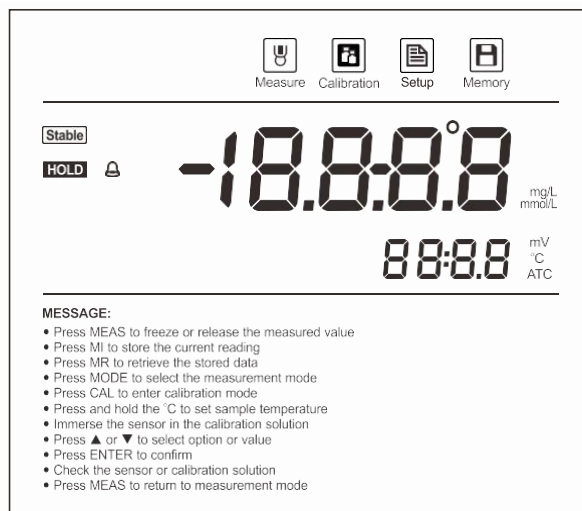 Measure Calibration Setup Memory
Stable
HOLD
-18.8:8.8°
mg/L
mmol/L
88:8.8
mV
°C
ATC
MESSAGE:
• Press MEAS to freeze or release the measured value
• Press MI to store the current reading
• Press MR to retrieve the stored data
• Press MODE to select the measurement mode
• Press CAL to enter calibration mode
• Press and hold the °C to set sample temperature
• Immerse the sensor in the calibration solution
• Press ▲ or ▼ to select option or value
• Press ENTER to confirm
• Check the sensor or calibration solution
• Press MEAS to return to measurement mode